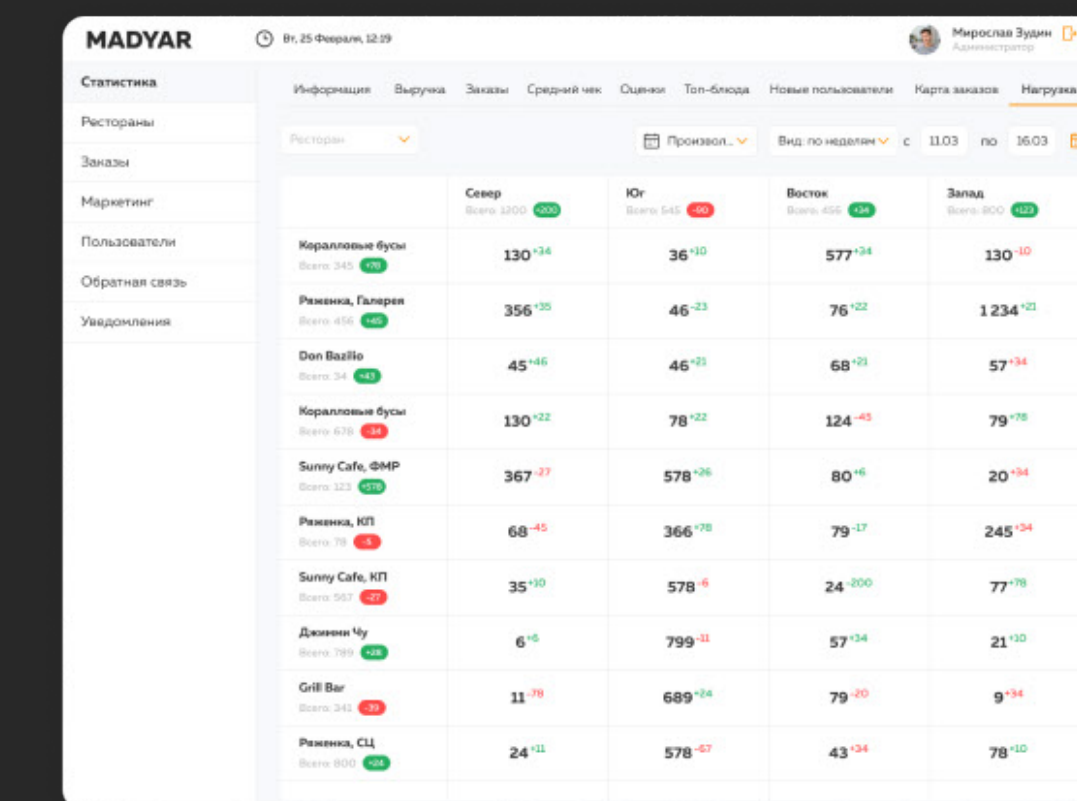 MADYAR
Вт, 25 Февраля, 12:19
Мирослав Зудин
Администратор
Статистика
Рестораны
Заказы
Маркетинг
Пользователи
Обратная связь
Уведомления
Информация Выручка Заказы Средний чек Оценки Топ-блюда Новые пользователи Карта заказов Нагрузка
Ресторан Произвол... Вид: по неделям с 11.03 по 16.03
Север Юг Восток Запад
Всего: 1200 +200 Всего: 545 -90 Всего: 456 +34 Всего: 800 +123
Коралловые бусы 130 +34 36 +10 577 +34 130 -10
Всего: 345 +78
Ряженка, Галерея 356 +35 46 -23 76 +22 1 234 +21
Всего: 456 +45
Don Bazilio 45 +46 46 +21 68 +21 57 +34
Всего: 34 +43
Коралловые бусы 130 +22 78 +22 124 -45 79 +78
Всего: 678 -34
Sunny Cafe, ФМР 367 -27 578 +26 80 +6 20 +34
Всего: 123 +578
Ряженка, КП 68 -45 366 +78 79 -17 245 +34
Всего: 78 -5
Sunny Cafe, КП 35 +10 578 -6 24 -200 77 +78
Всего: 567 -27
Джимми Чу 6 +6 799 -11 57 +34 21 +10
Всего: 789 +28
Grill Bar 11 -78 689 +24 79 -20 9 +34
Всего: 341 -39
Ряженка, СЦ 24 +11 578 -67 43 +34 78 +10
Всего: 800 +24